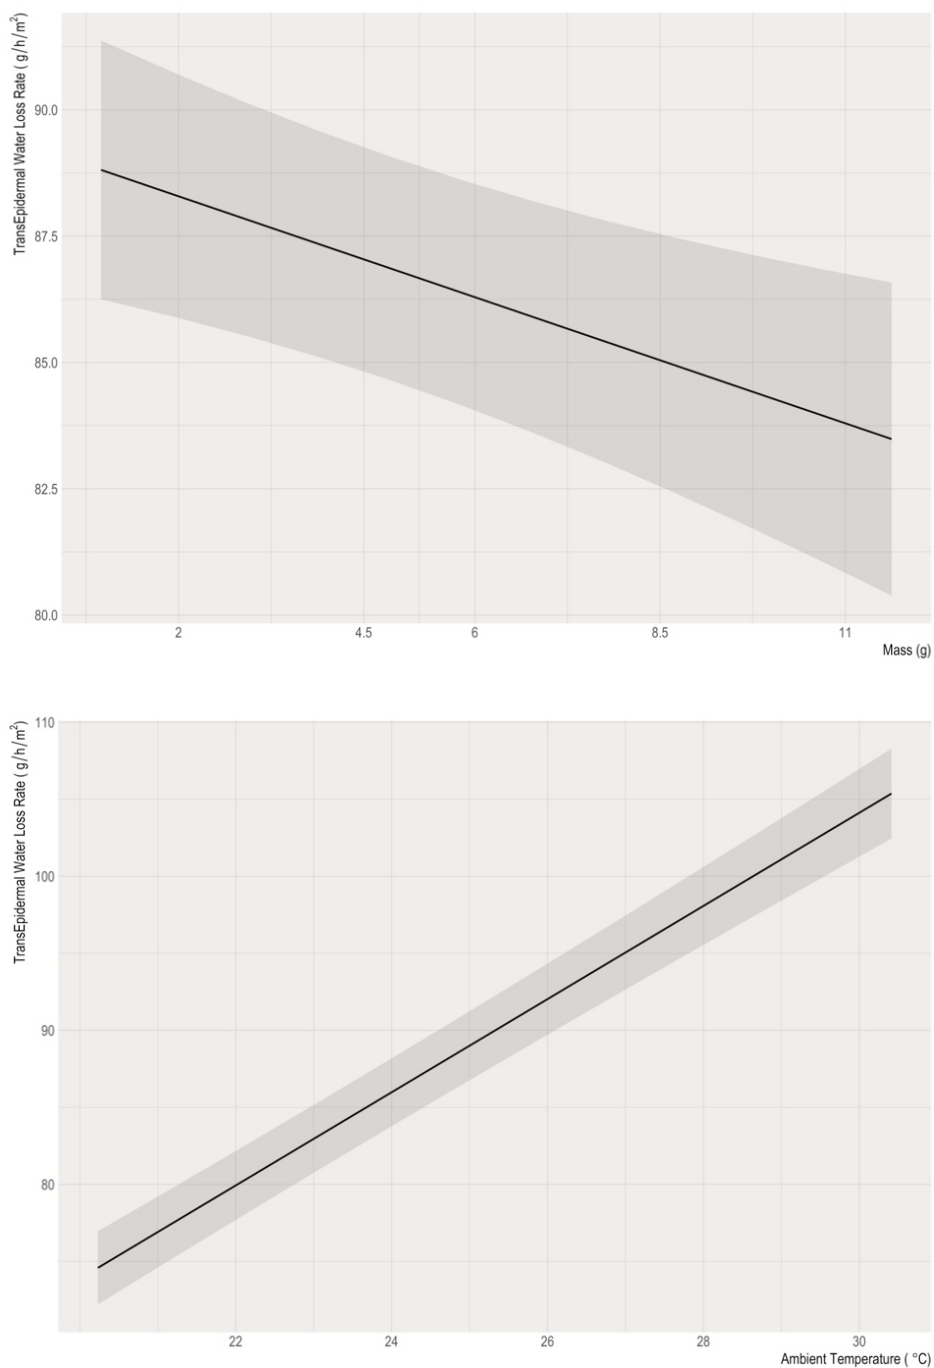 TransEpidermal Water Loss Rate ( g/h/m²)
90.0
87.5
85.0
82.5
80.0
2 4.5 6 8.5 11
Mass (g)
TransEpidermal Water Loss Rate ( g/h/m²)
110
100
90
80
22 24 26 28 30
Ambient Temperature ( °C)